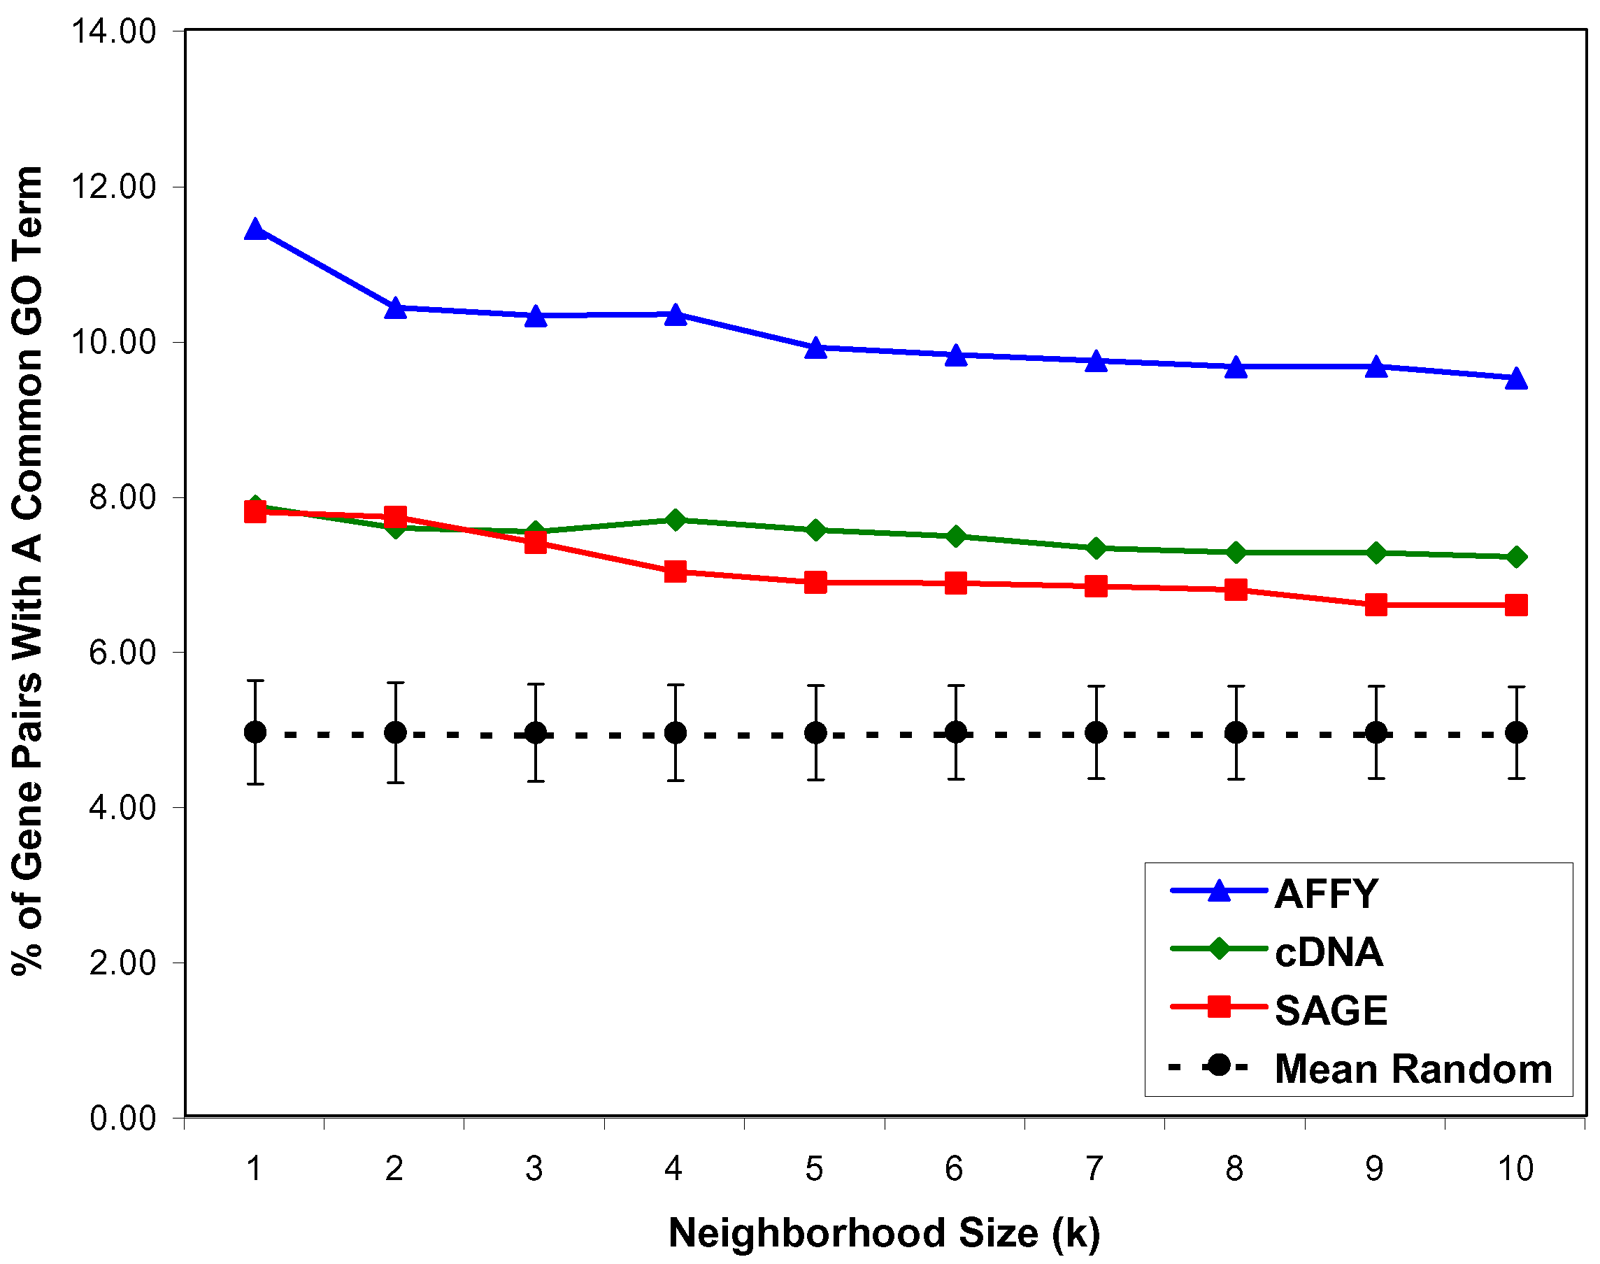 14.00
12.00
10.00
8.00
6.00
4.00
2.00
0.00
% of Gene Pairs With A Common GO Term
1 2 3 4 5 6 7 8 9 10
Neighborhood Size (k)
AFFY
cDNA
SAGE
Mean Random